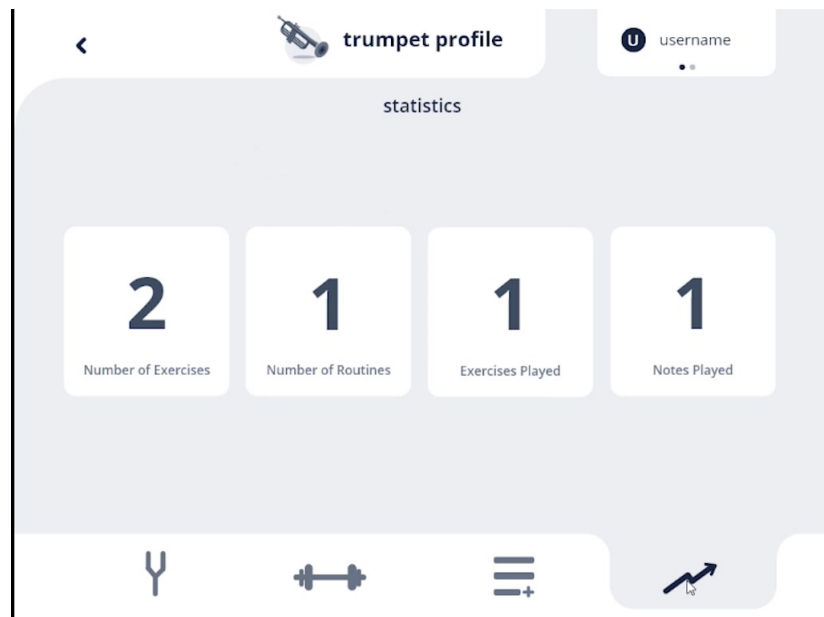 trumpet profile
U username
statistics
2 1 1 1
Number of Exercises Number of Routines Exercises Played Notes Played